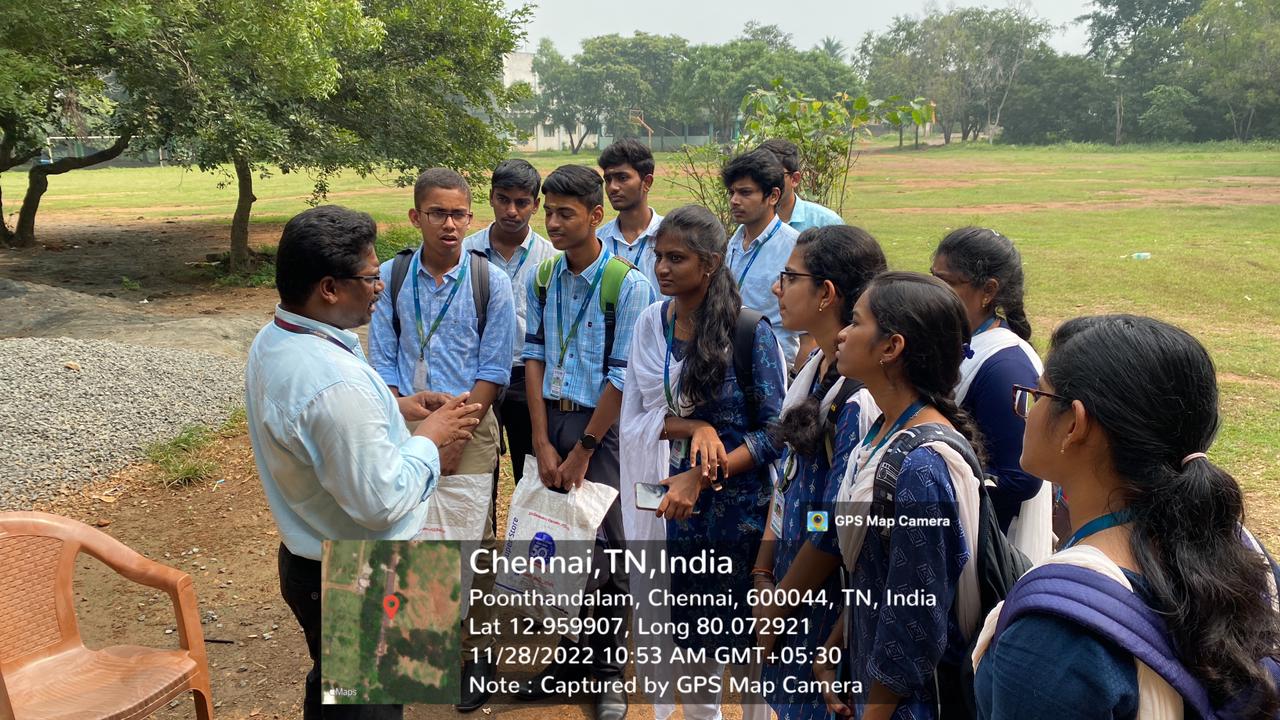 GPS Map Camera
Chennai,TN,India
Poonthandalam, Chennai, 600044, TN, India
Lat 12.959907, Long 80.072921
11/28/2022 10:53 AM GMT+05:30
Note : Captured by GPS Map Camera
Maps